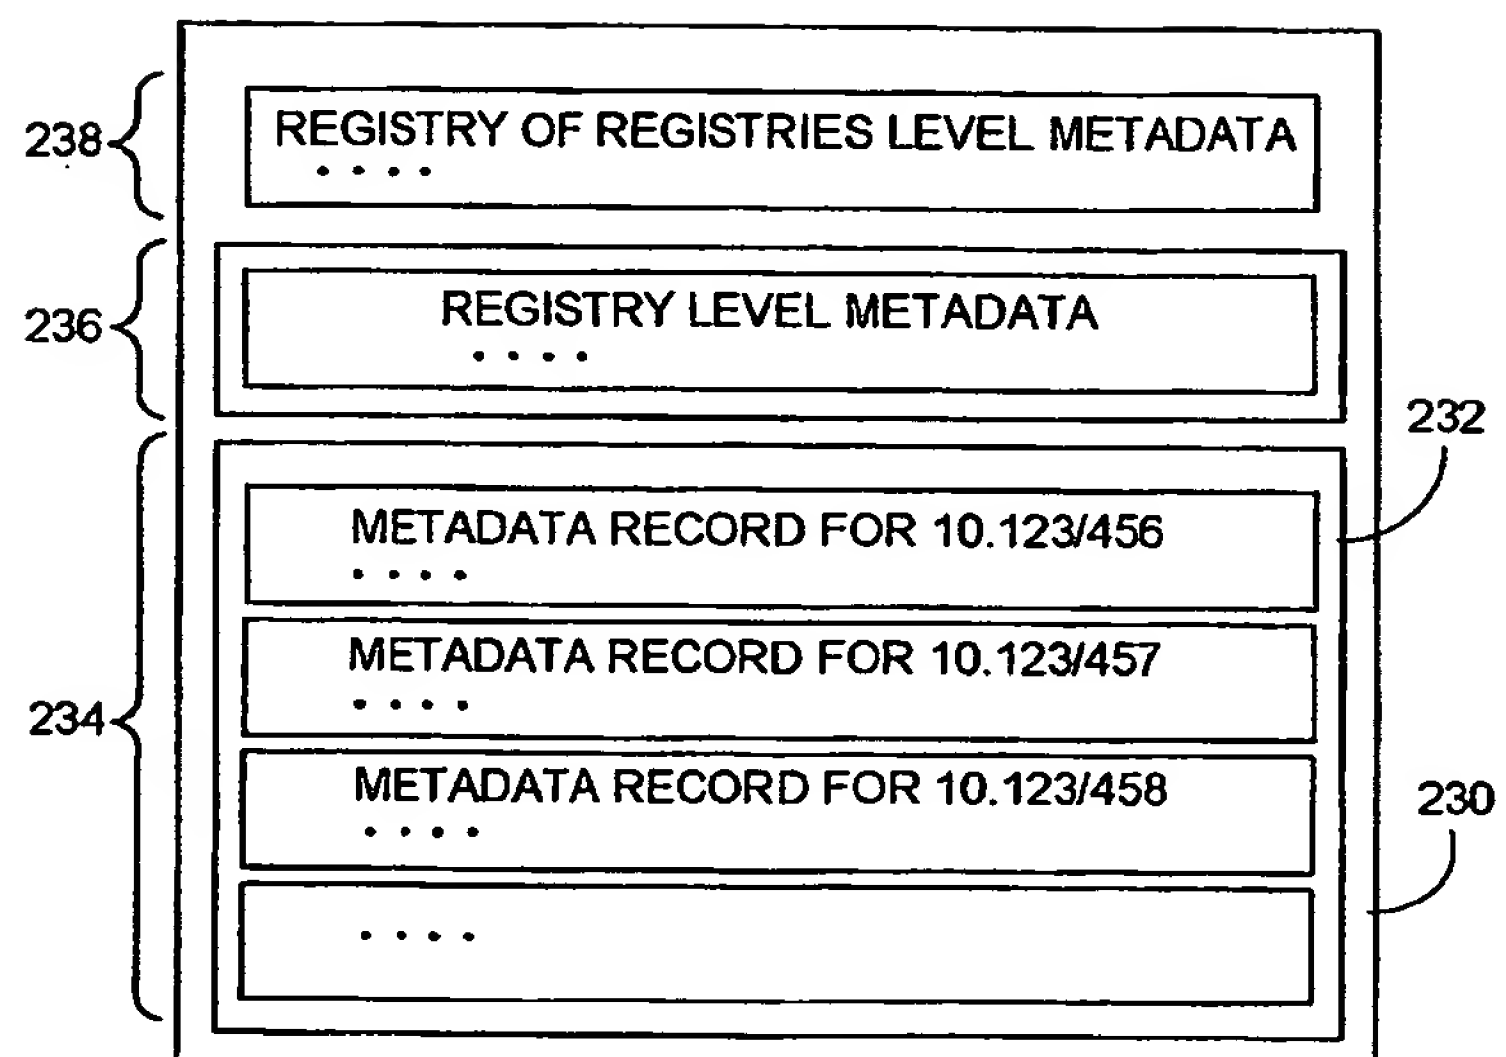 238
REGISTRY OF REGISTRIES LEVEL METADATA
. . . .
236
REGISTRY LEVEL METADATA
. . . .
232
METADATA RECORD FOR 10.123/456
. . . .
METADATA RECORD FOR 10.123/457
. . . .
234
METADATA RECORD FOR 10.123/458
. . . .
230
. . . .